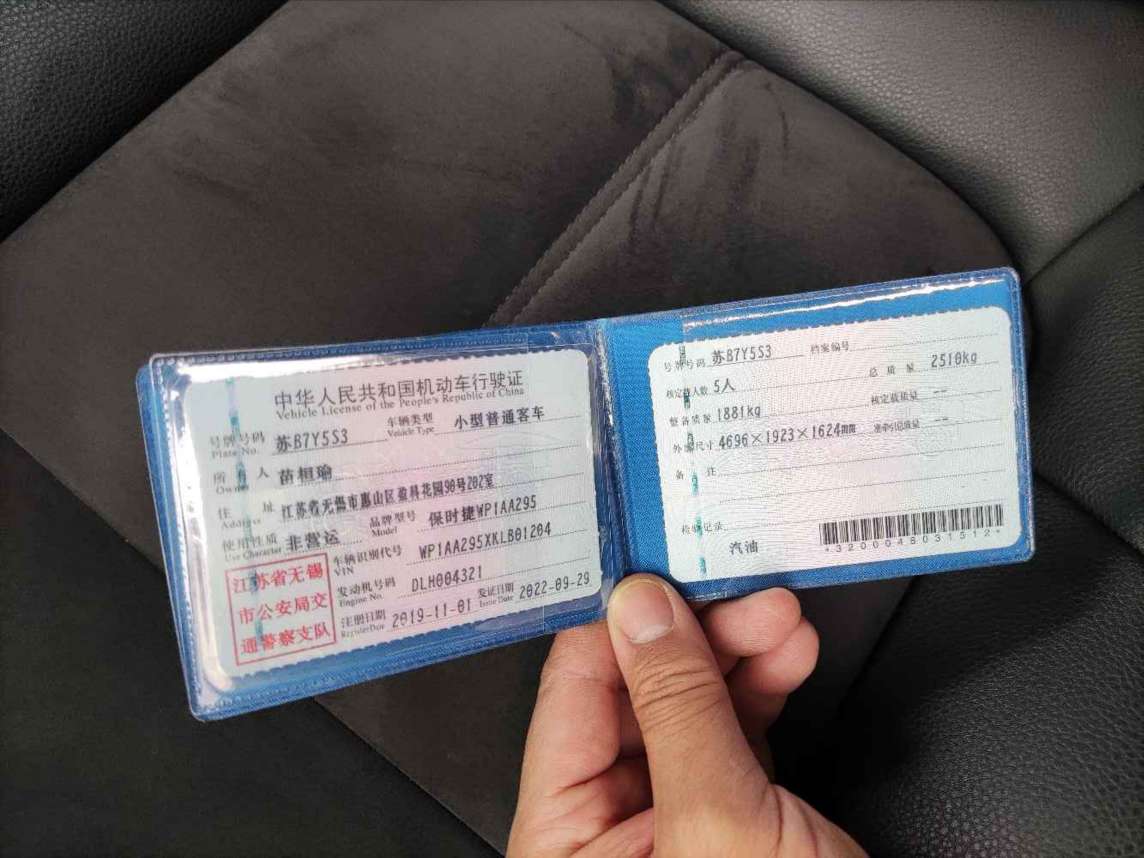 中华人民共和国机动车行驶证
Vehicle License of the People's Republic of China
号牌号码 苏B7Y5S3 车辆类型 小型普通客车
Plate No. Vehicle Type
所有人 苗相瑜
Owner
住址 江苏省无锡市惠山区盈科花园90号202室
Address
使用性质 非营运 品牌型号 保时捷WP1AA295
Use Character Model
车辆识别代号 WP1AA295XKLB01204
VIN
发动机号码 DLH004321
Engine No.
注册日期 2019-11-01 发证日期 2022-09-29
Register Date Issue Date
江苏省无锡
市公安局交
通警察支队
号牌号码 苏B7Y5S3 档案编号
核定载人数 5人 总质量 2510kg
整备质量 1881kg 核定载质量 --
外廓尺寸 4696×1923×1624mm 准牵引总质量 --
备注
检验记录
汽油
*3200048031512*